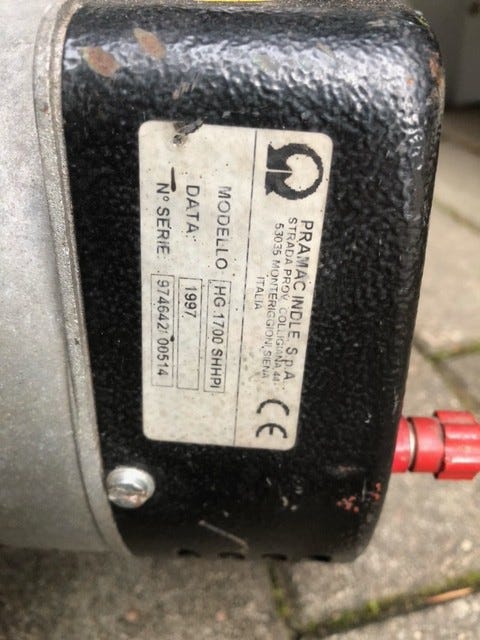 PRAMAC INDLE S.p.A.
STRADA PROV. COLLIGIANA 44
53035 MONTERIGGIONI, SIENA
ITALIA
CE
MODELLO HG 1700 SHHPI
DATA: 1997
N° SERIE 974642 00514